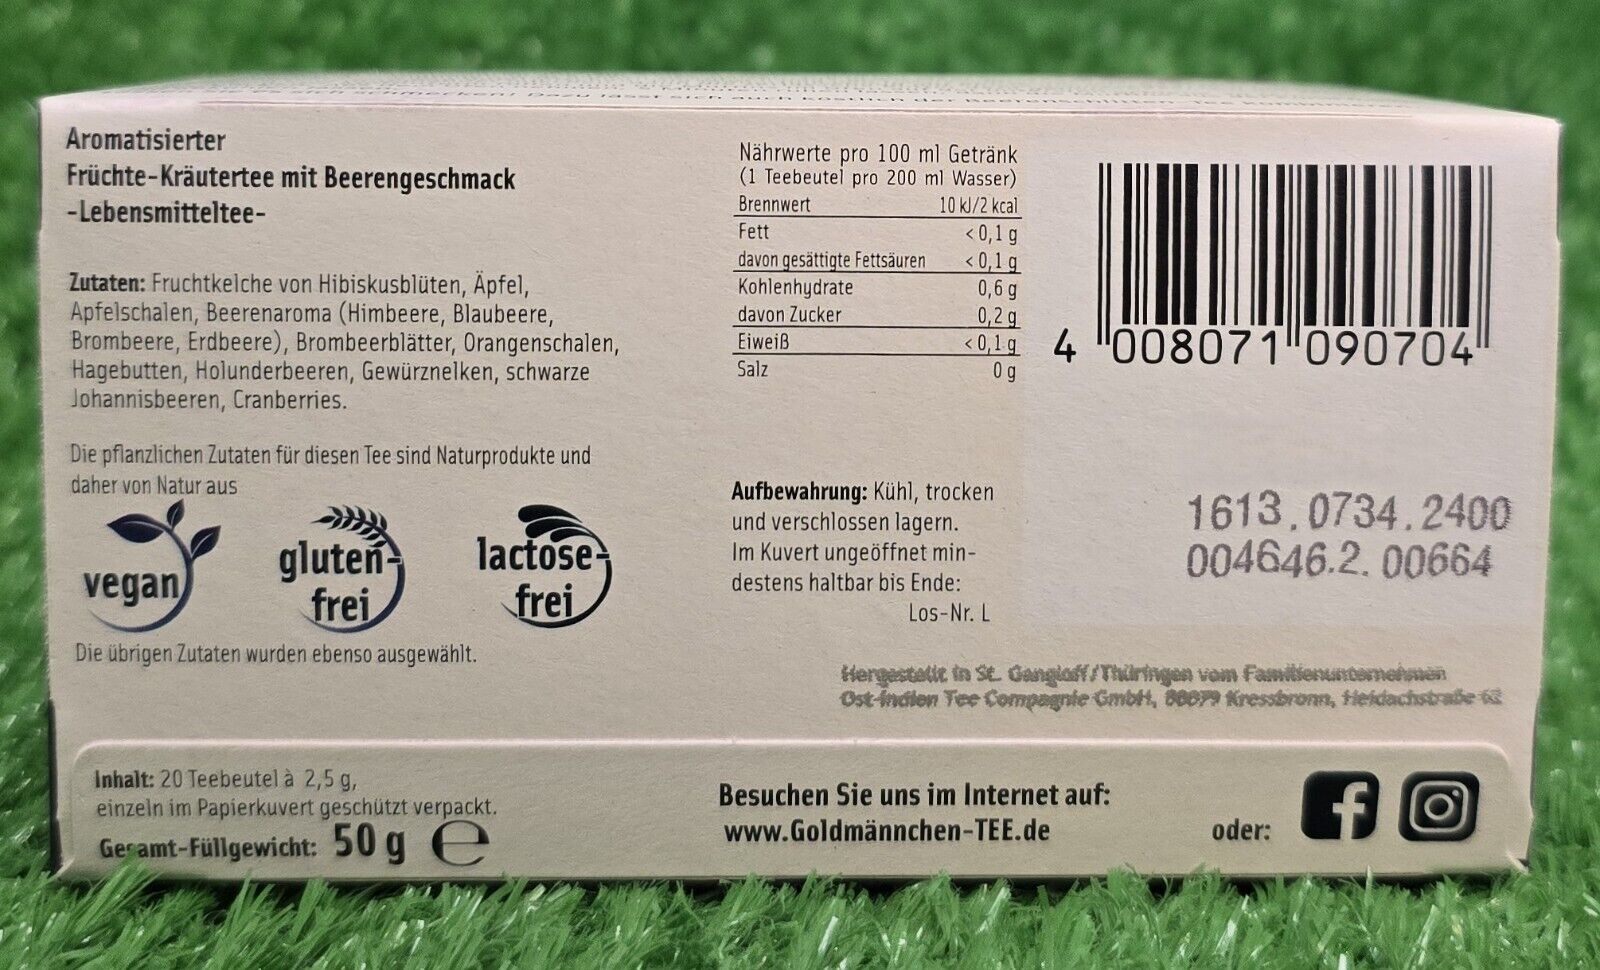 Aromatisierter
Früchte-Kräutertee mit Beerengeschmack
-Lebensmitteltee-
Zutaten: Fruchtkelche von Hibiskusblüten, Äpfel,
Apfelschalen, Beerenaroma (Himbeere, Blaubeere,
Brombeere, Erdbeere), Brombeerblätter, Orangenschalen,
Hagebutten, Holunderbeeren, Gewürznelken, schwarze
Johannisbeeren, Cranberries.
Die pflanzlichen Zutaten für diesen Tee sind Naturprodukte und
daher von Natur aus
vegan
gluten-
frei
lactose-
frei
Die übrigen Zutaten wurden ebenso ausgewählt.
Nährwerte pro 100 ml Getränk
(1 Teebeutel pro 200 ml Wasser)
Brennwert 10 kJ/2 kcal
Fett < 0,1 g
davon gesättigte Fettsäuren < 0,1 g
Kohlenhydrate 0,6 g
davon Zucker 0,2 g
Eiweiß < 0,1 g
Salz 0 g
4 008071 090704
Aufbewahrung: Kühl, trocken
und verschlossen lagern.
Im Kuvert ungeöffnet min-
destens haltbar bis Ende:
Los-Nr. L
1613.0734.2400
004646.2.00664
Hergestellt in St. Gangloff/Thüringen vom Familienunternehmen
Ost-Indien Tee Compagnie GmbH, 88079 Kressbronn, Heidachstraße
Inhalt: 20 Teebeutel à 2,5 g,
einzeln im Papierkuvert geschützt verpackt.
Gesamt-Füllgewicht: 50 g e
Besuchen Sie uns im Internet auf:
www.Goldmännchen-TEE.de
oder: